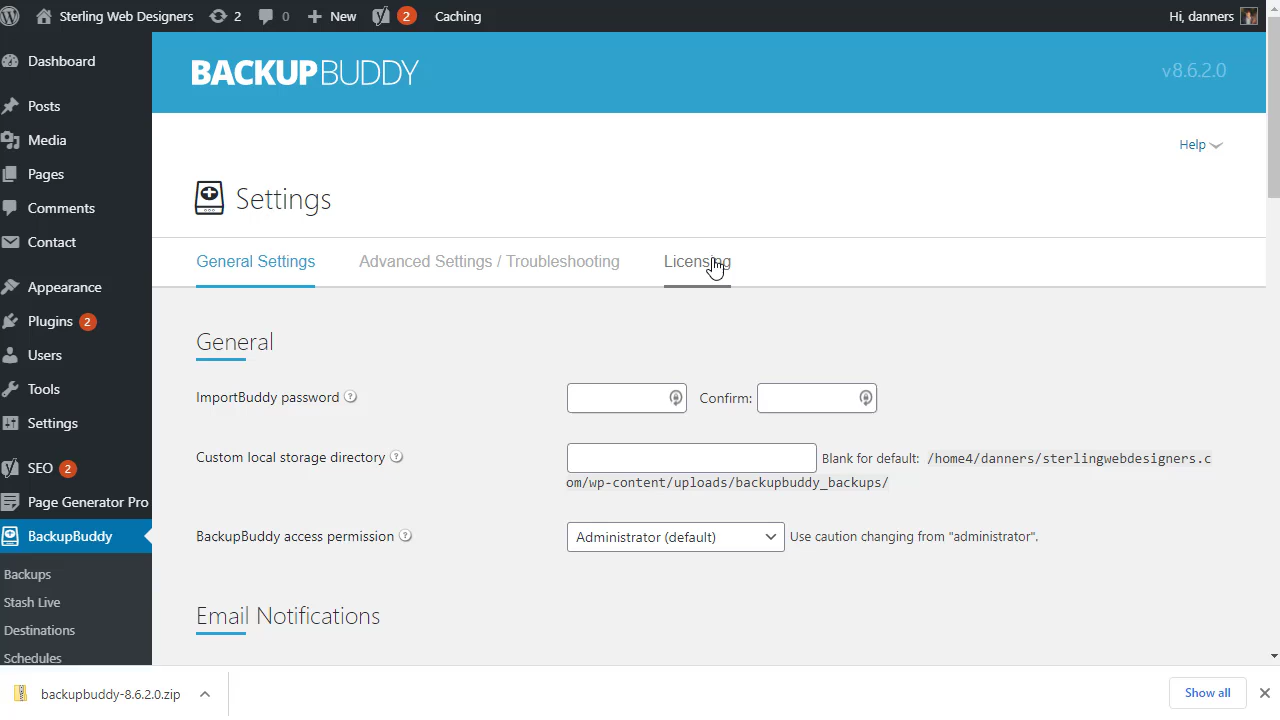 Sterling Web Designers 2 0 New 2 Caching Hi, danners
Dashboard
Posts
Media
Pages
Comments
Contact
Appearance
Plugins 2
Users
Tools
Settings
SEO 2
Page Generator Pro
BackupBuddy
Backups
Stash Live
Destinations
Schedules
BACKUPBUDDY v8.6.2.0
Help
Settings
General Settings Advanced Settings / Troubleshooting Licensing
General
ImportBuddy password ? Confirm:
Custom local storage directory ? Blank for default: /home4/danners/sterlingwebdesigners.c
om/wp-content/uploads/backupbuddy_backups/
BackupBuddy access permission ? Administrator (default) Use caution changing from "administrator".
Email Notifications
backupbuddy-8.6.2.0.zip Show all